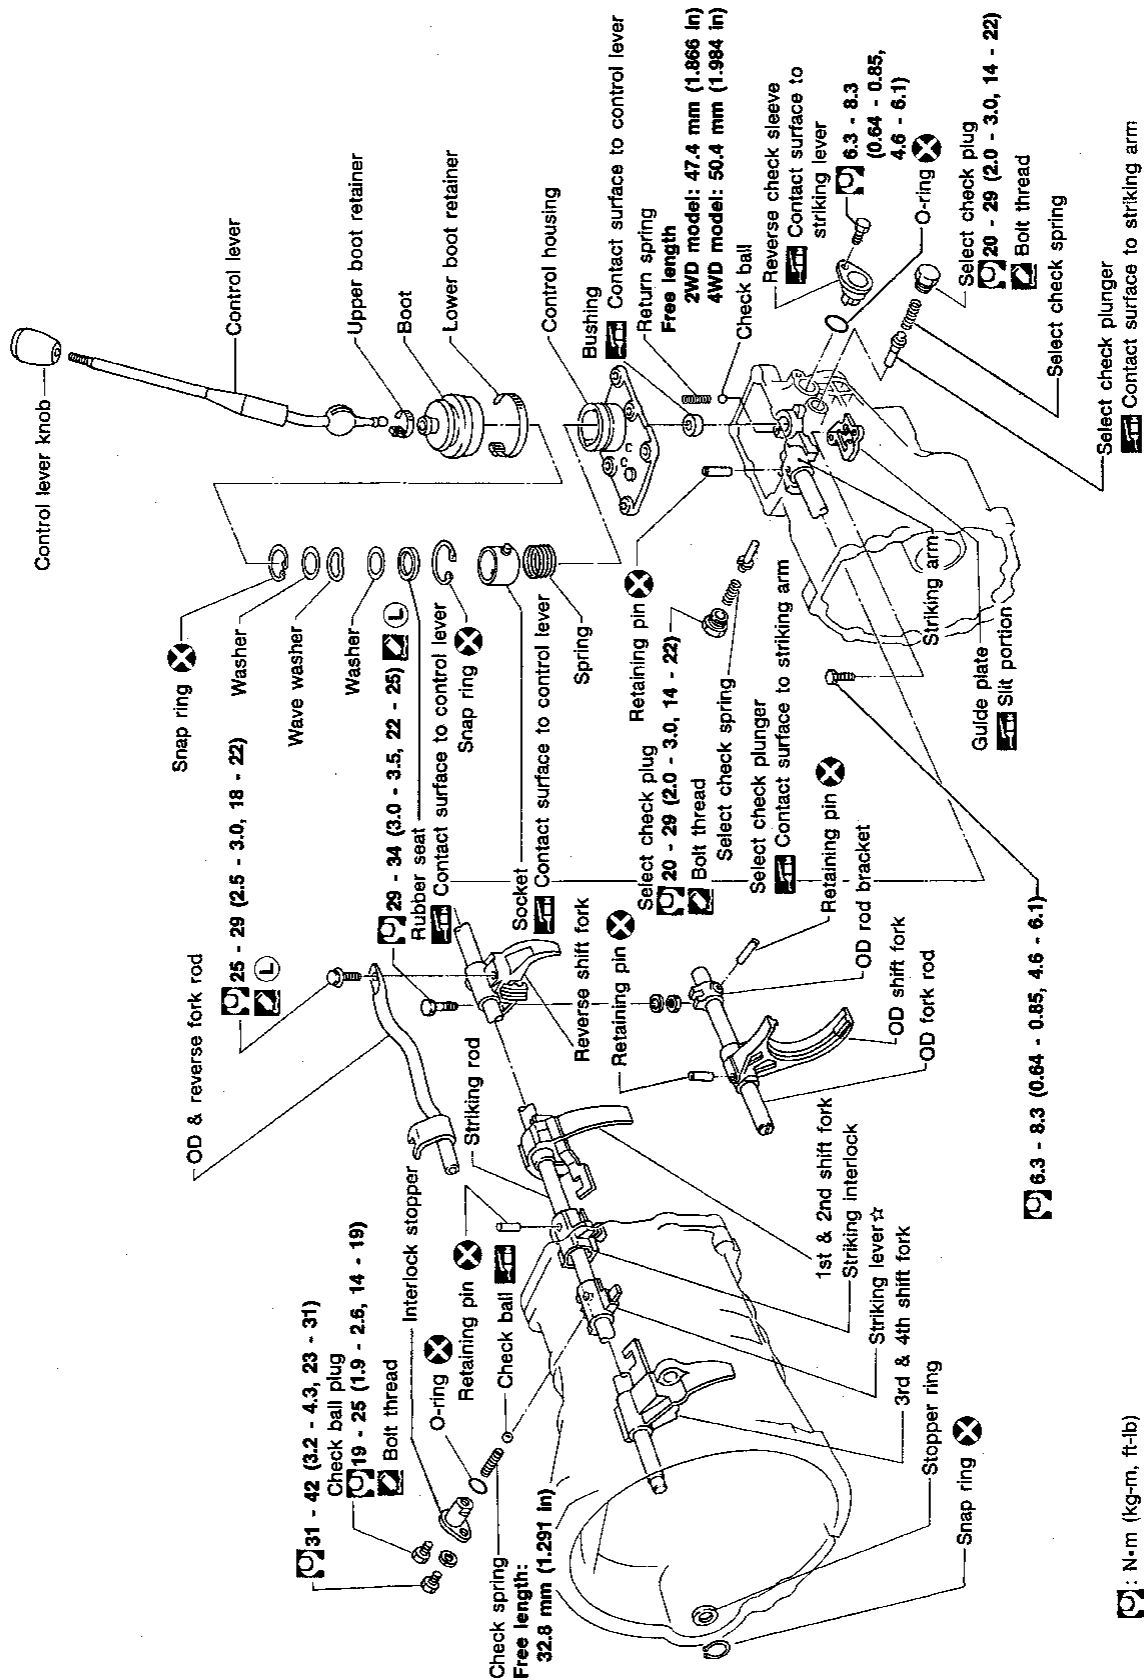 Control lever knob
Control lever
Upper boot retainer
Boot
Lower boot retainer
Control housing
Bushing
Contact surface to control lever
Return spring
Free length
2WD model: 47.4 mm (1.866 in)
4WD model: 50.4 mm (1.984 in)
Check ball
Reverse check sleeve
Contact surface to
striking lever
6.3 - 8.3
(0.64 - 0.85,
4.6 - 6.1)
O-ring
Select check plug
20 - 29 (2.0 - 3.0, 14 - 22)
Bolt thread
Select check spring
Select check plunger
Contact surface to striking arm
Snap ring
Washer
Wave washer
Washer
29 - 34 (3.0 - 3.5, 22 - 25) L
Rubber seat
Contact surface to control lever
Snap ring
Socket
Contact surface to control lever
Spring
Retaining pin
Select check plug
20 - 29 (2.0 - 3.0, 14 - 22)
Bolt thread
Select check spring
Select check plunger
Contact surface to striking arm
Striking arm
Guide plate
Slit portion
OD & reverse fork rod
25 - 29 (2.5 - 3.0, 18 - 22)
L
Reverse shift fork
Retaining pin
Retaining pin
OD rod bracket
OD shift fork
OD fork rod
6.3 - 8.3 (0.64 - 0.85, 4.6 - 6.1)
31 - 42 (3.2 - 4.3, 23 - 31)
Check ball plug
19 - 25 (1.9 - 2.6, 14 - 19)
Bolt thread
Interlock stopper
O-ring
Retaining pin
Striking rod
Check ball
Check spring
Free length:
32.8 mm (1.291 in)
1st & 2nd shift fork
Striking interlock
Striking lever ☆
3rd & 4th shift fork
Stopper ring
Snap ring
: N•m (kg-m, ft-lb)